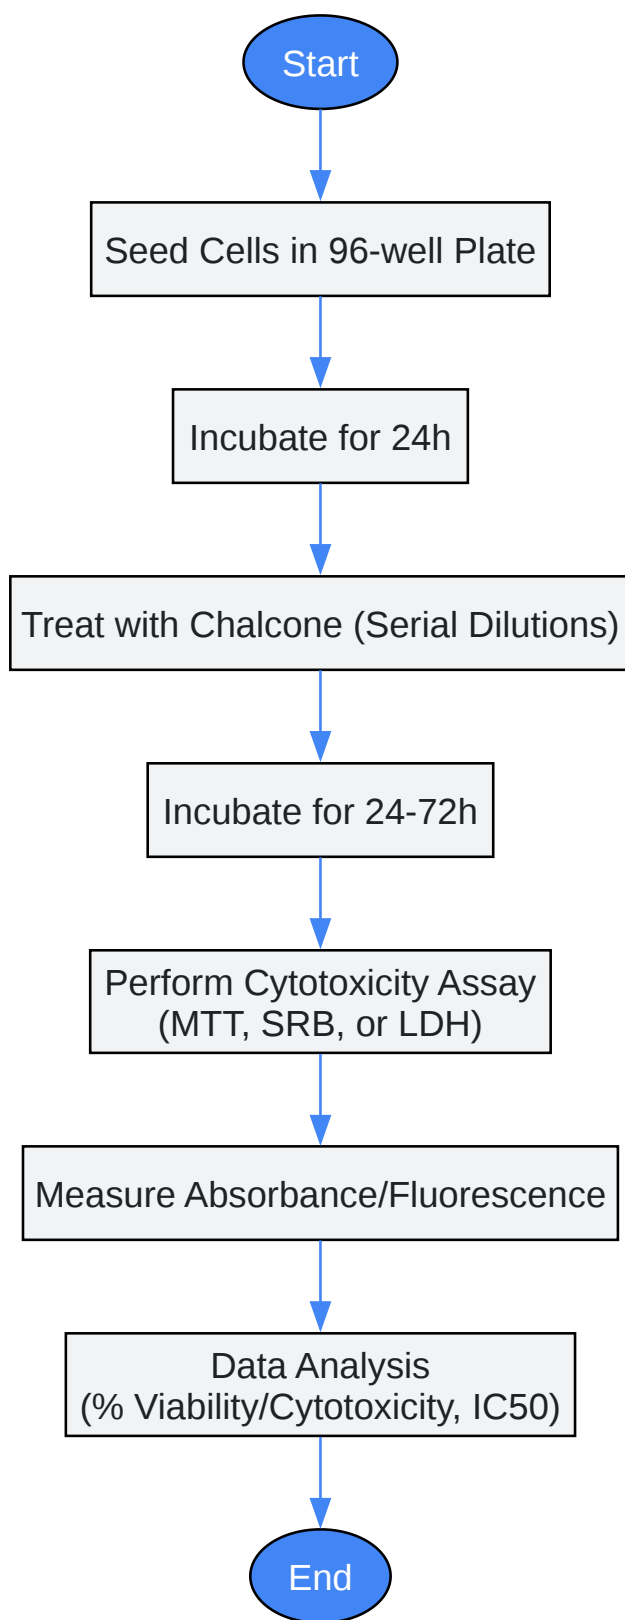 Start
Seed Cells in 96-well Plate
Incubate for 24h
Treat with Chalcone (Serial Dilutions)
Incubate for 24-72h
Perform Cytotoxicity Assay
(MTT, SRB, or LDH)
Measure Absorbance/Fluorescence
Data Analysis
(% Viability/Cytotoxicity, IC50)
End